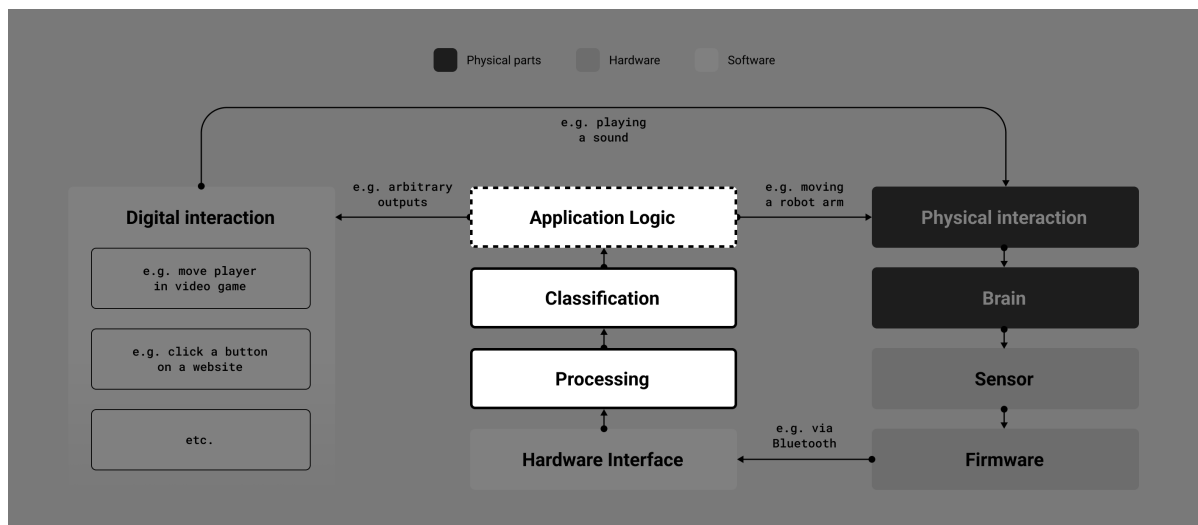 Physical parts
Hardware
Software
e.g. playing
a sound
e.g. arbitrary
outputs
e.g. moving
a robot arm
Digital interaction
Application Logic
Physical interaction
e.g. move player
in video game
Classification
Brain
e.g. click a button
on a website
Processing
Sensor
etc.
e.g. via
Bluetooth
Hardware Interface
Firmware